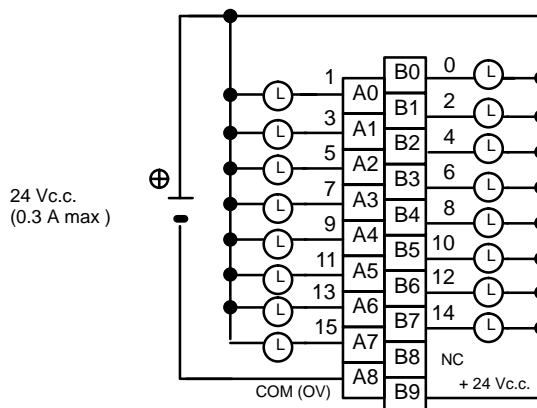 B0 0 L
1 L A0
B1 2 L
3 L A1
B2 4 L
5 L A2
B3 6 L
7 L A3
B4 8 L
9 L A4
B5 10 L
11 L A5
B6 12 L
13 L A6
B7 14 L
15 L A7
B8 NC
COM (OV) A8
B9 + 24 Vc.c.
24 Vc.c.
(0.3 A max )